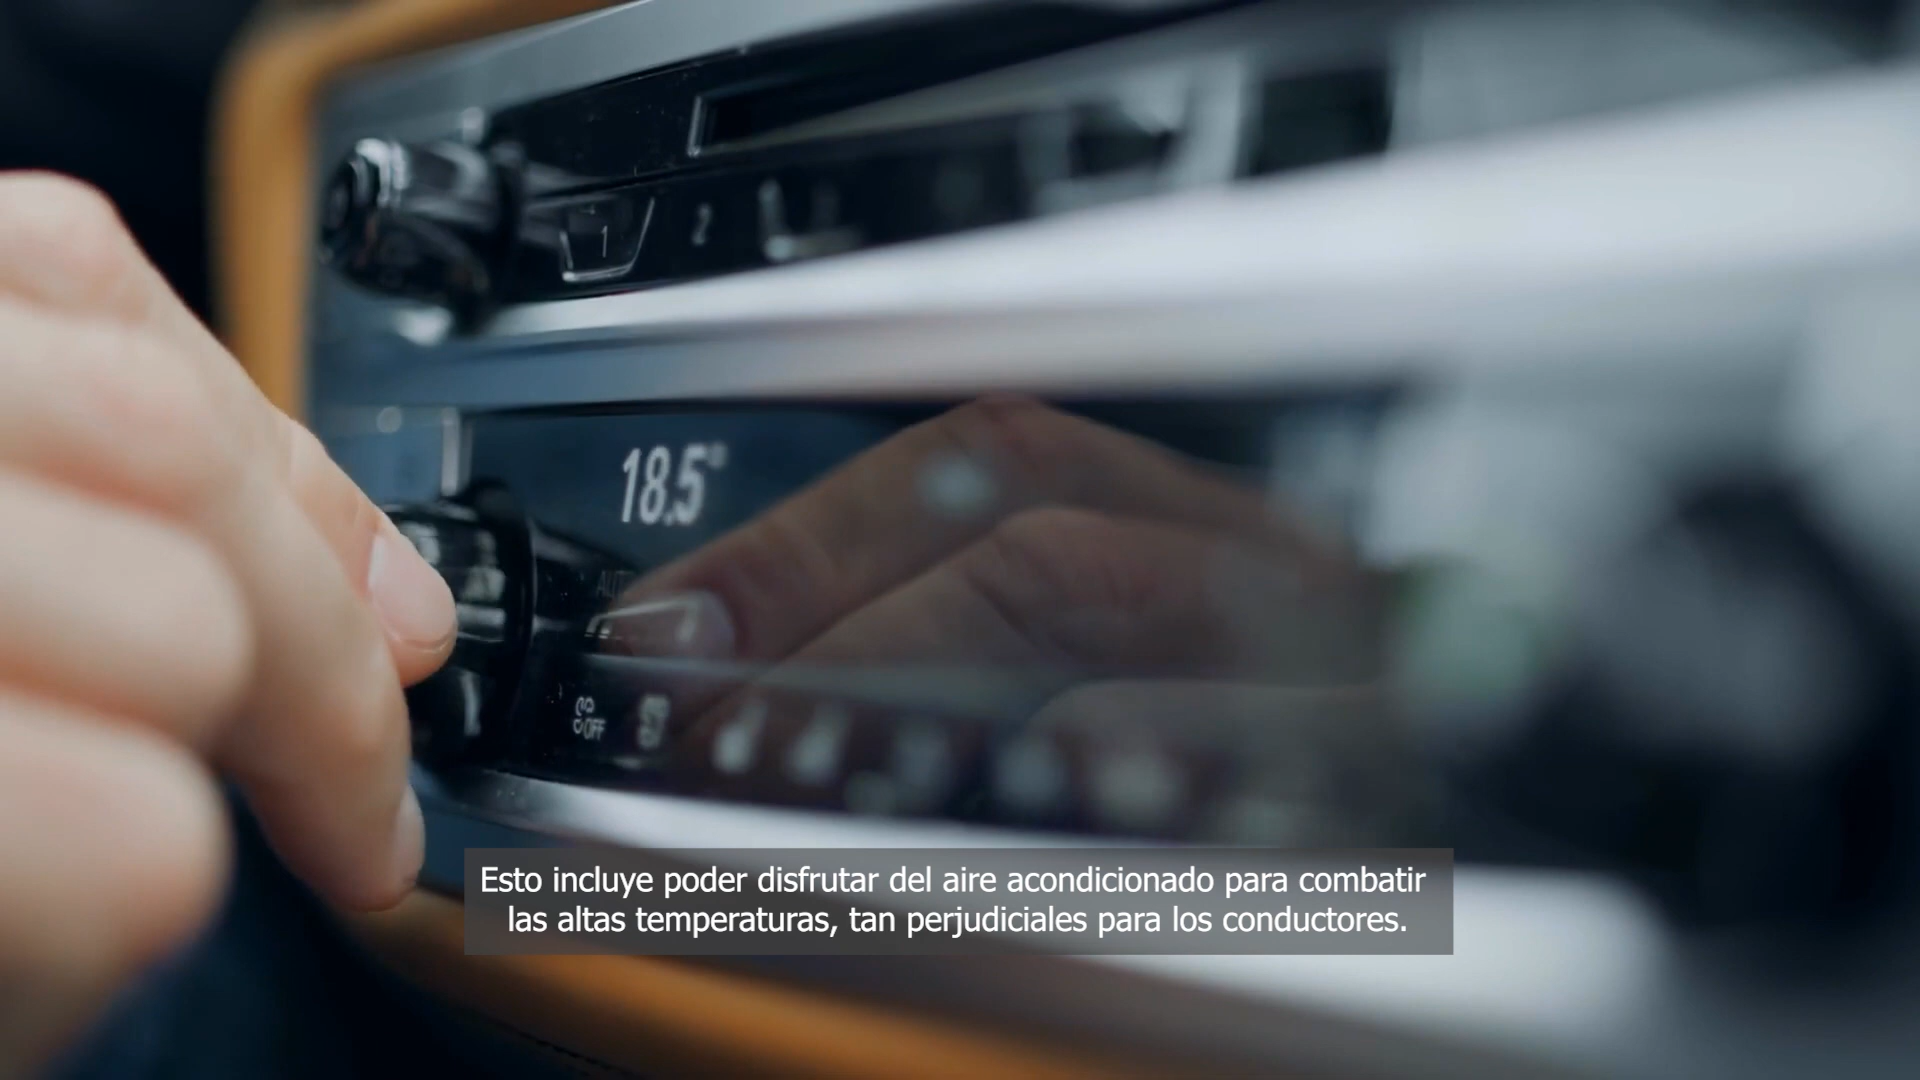 1
2
18.5°
AUTO
OFF
Esto incluye poder disfrutar del aire acondicionado para combatir
las altas temperaturas, tan perjudiciales para los conductores.